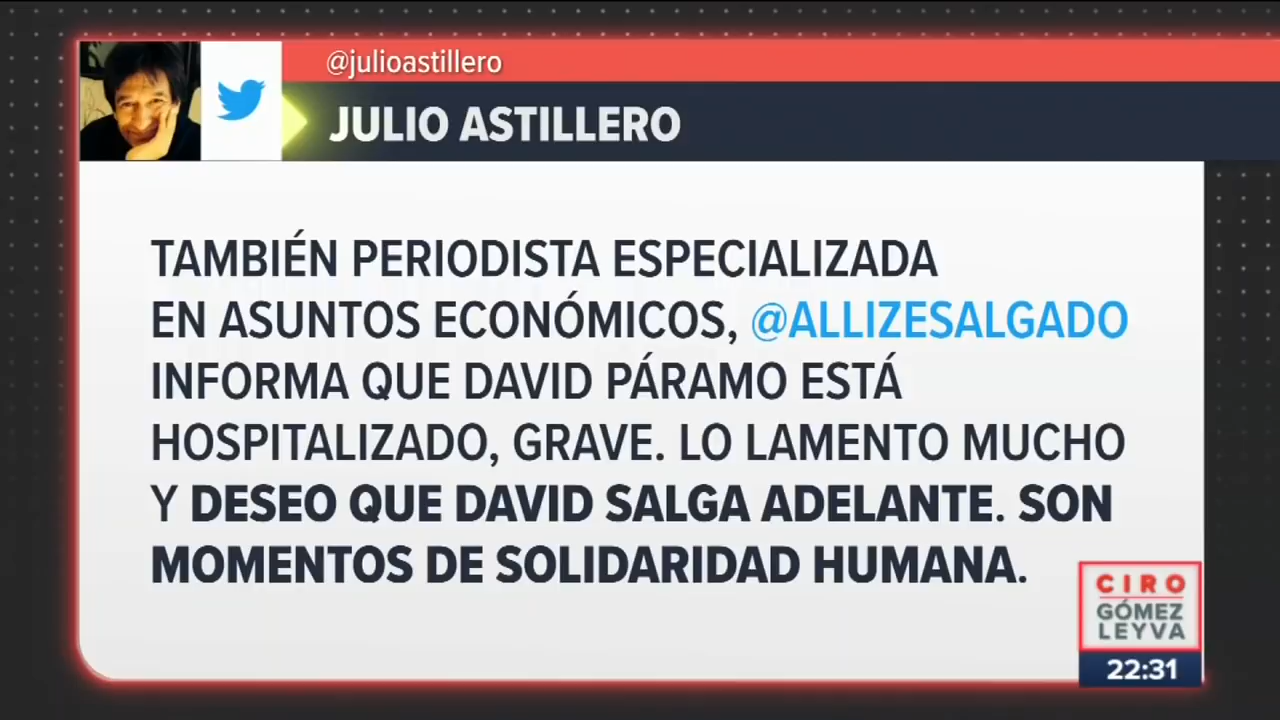 @julioastillero
JULIO ASTILLERO
TAMBIÉN PERIODISTA ESPECIALIZADA
EN ASUNTOS ECONÓMICOS, @ALLIZESALGADO
INFORMA QUE DAVID PÁRAMO ESTÁ
HOSPITALIZADO, GRAVE. LO LAMENTO MUCHO
Y DESEO QUE DAVID SALGA ADELANTE. SON
MOMENTOS DE SOLIDARIDAD HUMANA.
CIRO
GÓMEZ
LEYVA
22:31